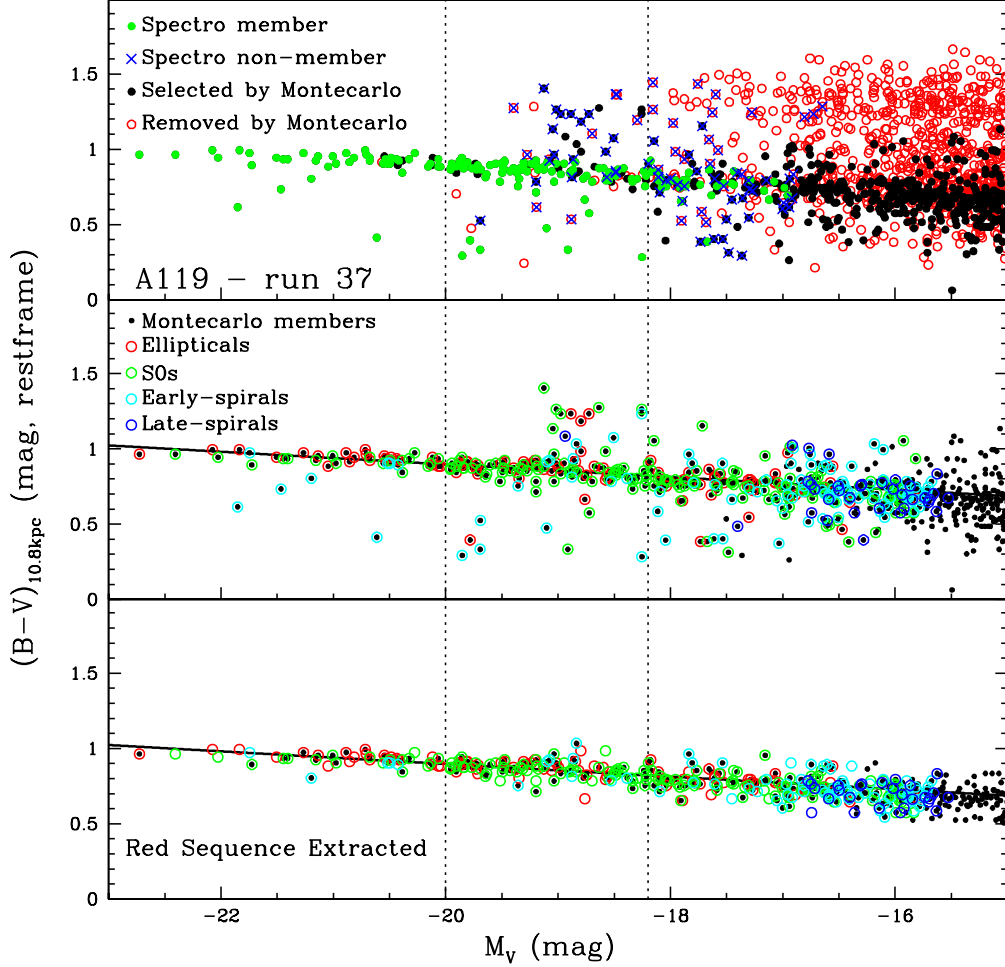 Spectro member
Spectro non-member
Selected by Montecarlo
Removed by Montecarlo
1.5
1
0.5
0
A119 - run 37
Montecarlo members
Ellipticals
S0s
Early-spirals
Late-spirals
1.5
1
0.5
0
(B-V)10.8kpc (mag, restframe)
1.5
1
0.5
0
Red Sequence Extracted
-22
-20
-18
-16
MV (mag)